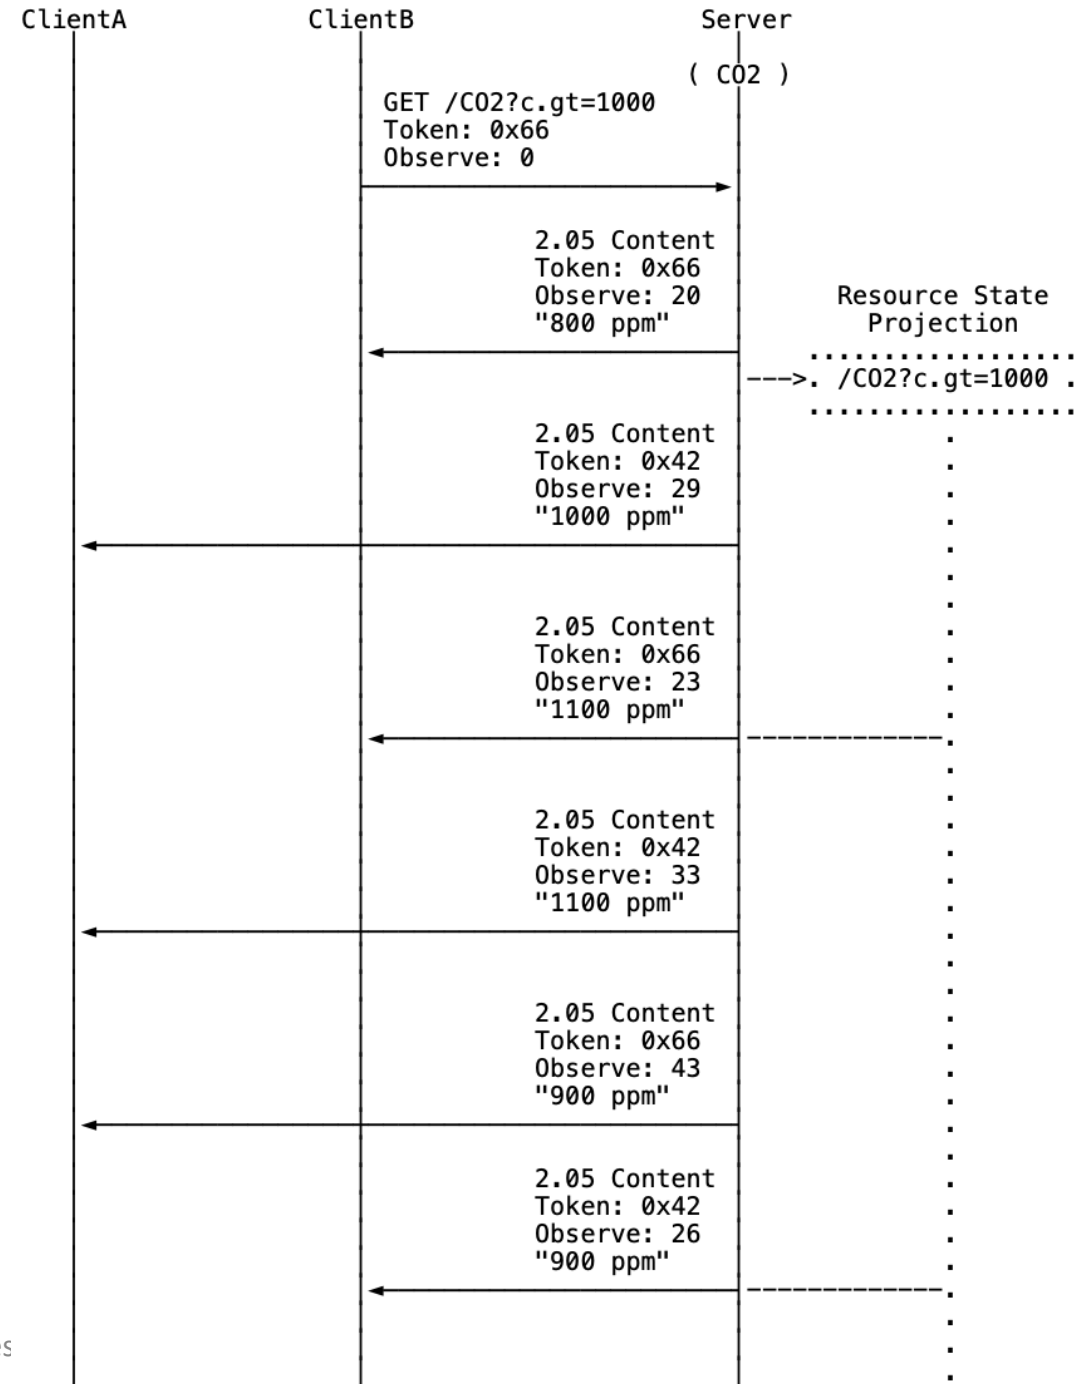 ClientA ClientB Server
( CO2 )
GET /CO2?c.gt=1000
Token: 0x66
Observe: 0
2.05 Content
Token: 0x66
Observe: 20
"800 ppm"
Resource State
Projection
..................
--->. /CO2?c.gt=1000 .
..................
2.05 Content
Token: 0x42
Observe: 29
"1000 ppm"
2.05 Content
Token: 0x66
Observe: 23
"1100 ppm"
2.05 Content
Token: 0x42
Observe: 33
"1100 ppm"
2.05 Content
Token: 0x66
Observe: 43
"900 ppm"
2.05 Content
Token: 0x42
Observe: 26
"900 ppm"